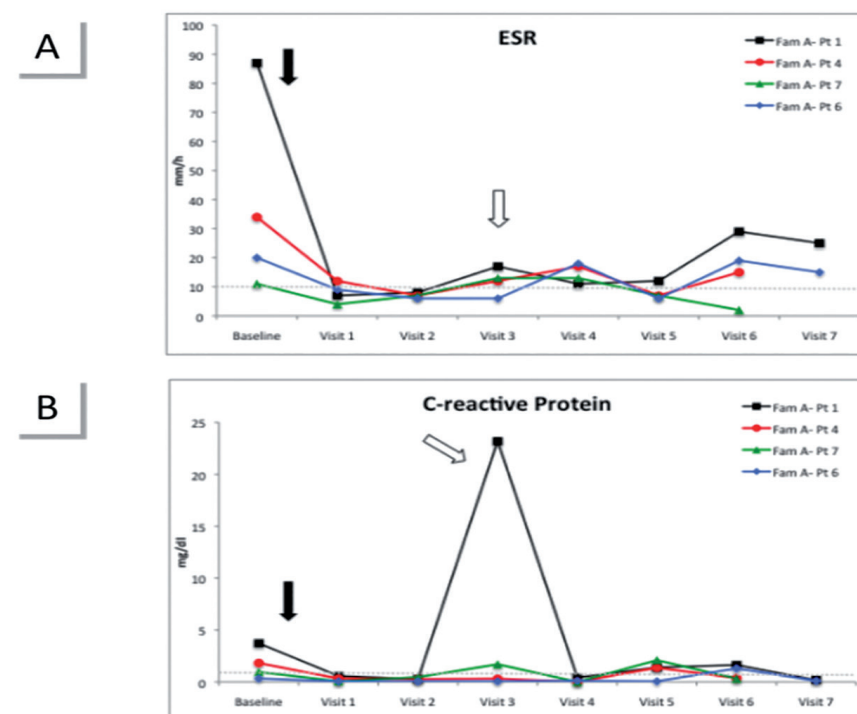 A
ESR
Fam A- Pt 1
Fam A- Pt 4
Fam A- Pt 7
Fam A- Pt 6
mm/h
100
90
80
70
60
50
40
30
20
10
0
Baseline Visit 1 Visit 2 Visit 3 Visit 4 Visit 5 Visit 6 Visit 7
B
C-reactive Protein
Fam A- Pt 1
Fam A- Pt 4
Fam A- Pt 7
Fam A- Pt 6
mg/dl
25
20
15
10
5
0
Baseline Visit 1 Visit 2 Visit 3 Visit 4 Visit 5 Visit 6 Visit 7